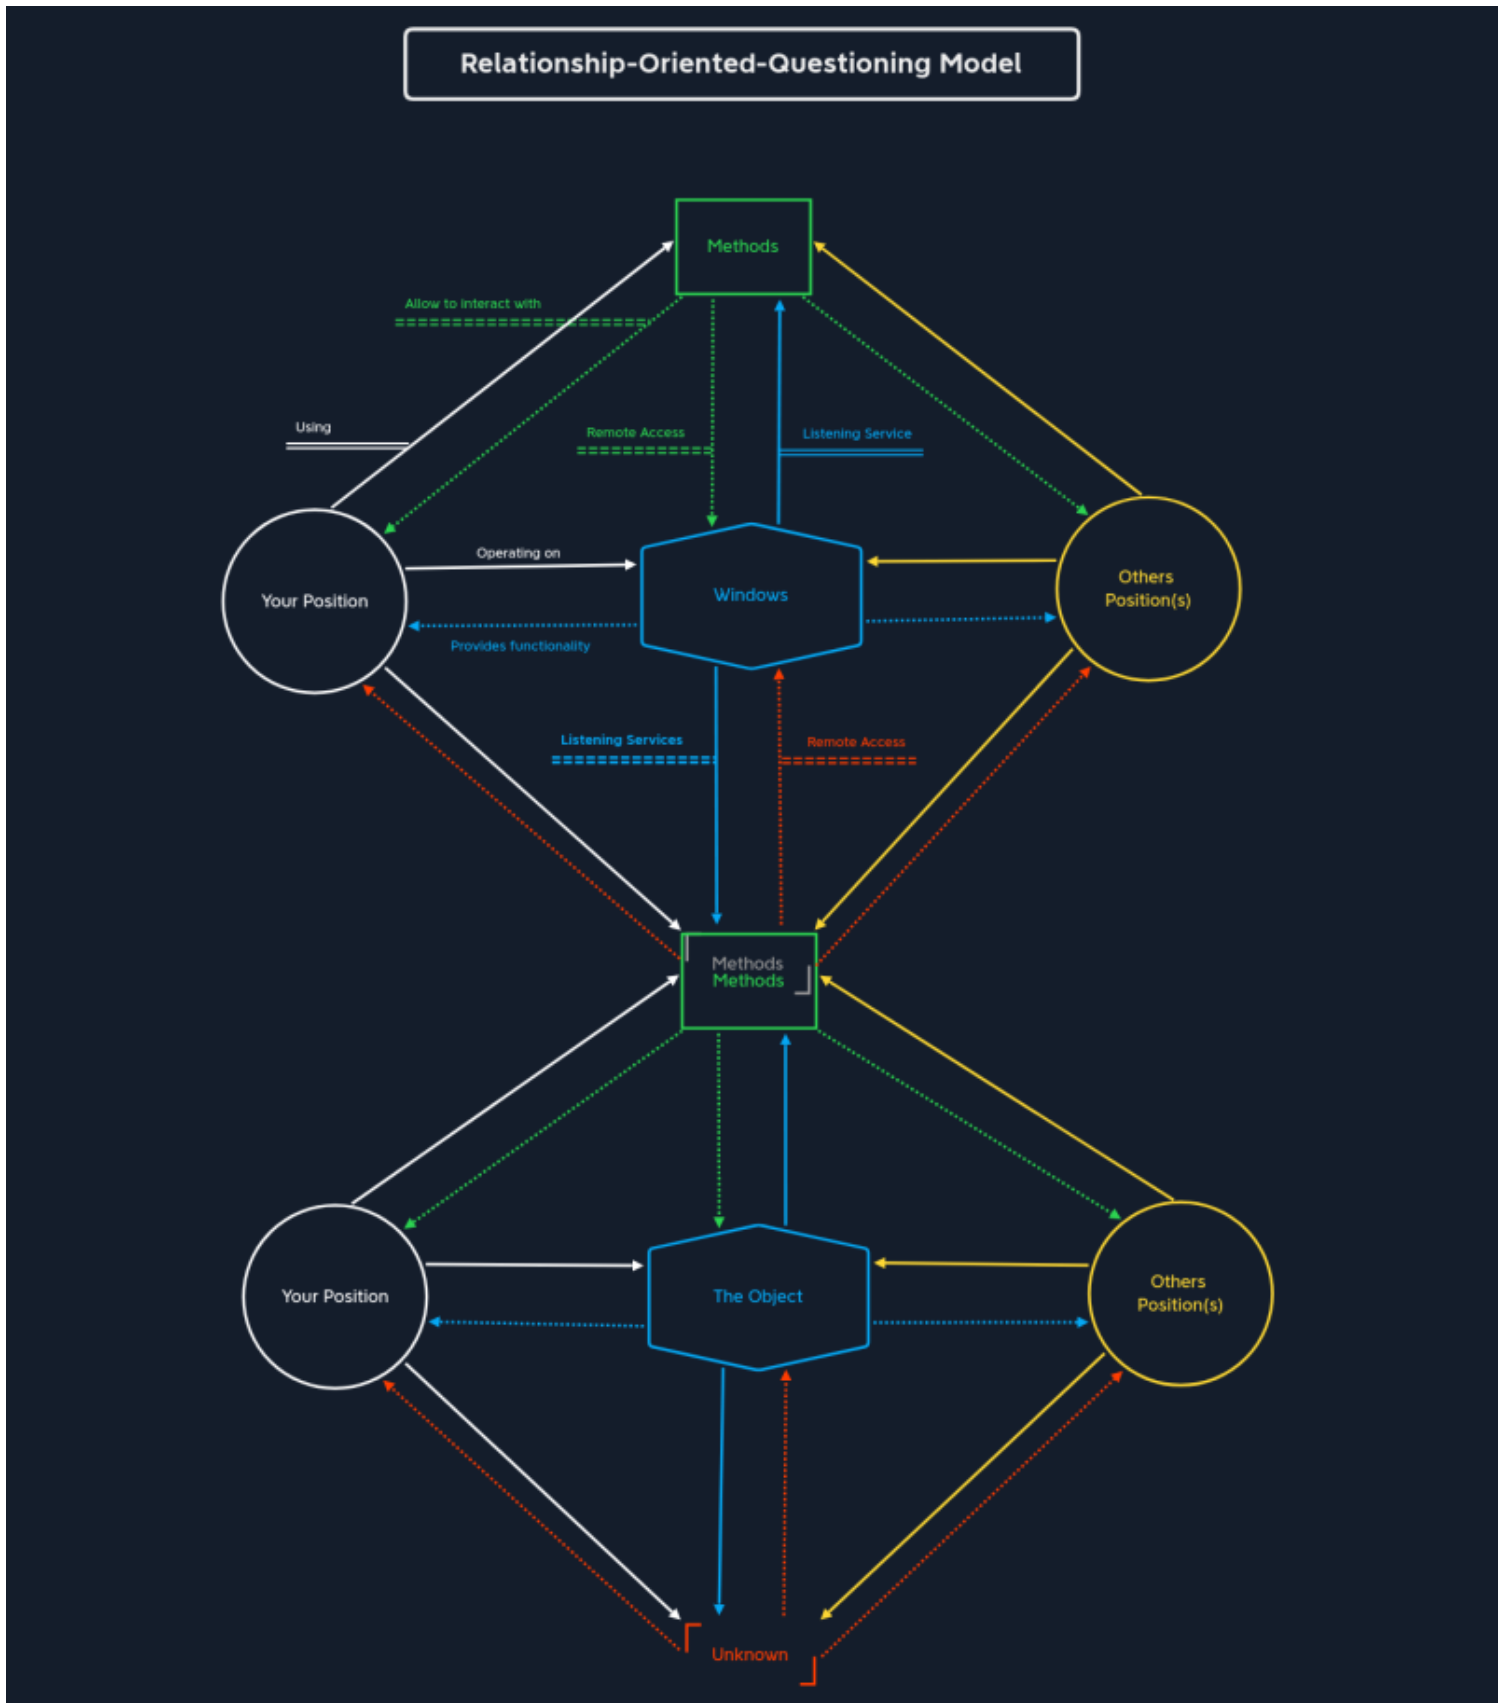 Relationship-Oriented-Questioning Model
Methods
Allow to interact with
Using
Remote Access
Listening Service
Operating on
Your Position
Windows
Others
Position(s)
Provides functionality
Listening Services
Remote Access
Methods
Methods
Your Position
The Object
Others
Position(s)
Unknown